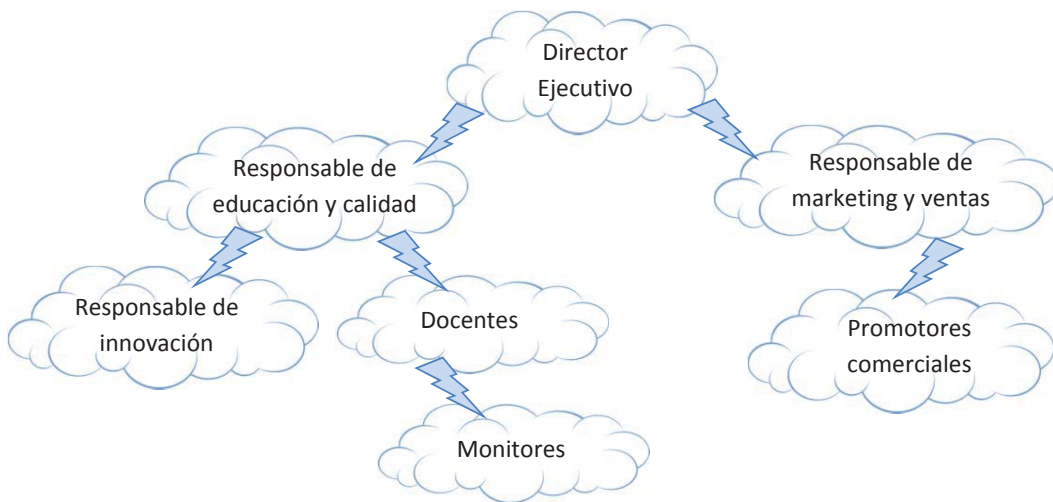 Director
Ejecutivo
Responsable de
educación y calidad
Responsable de
marketing y ventas
Responsable de
innovación
Docentes
Promotores
comerciales
Monitores